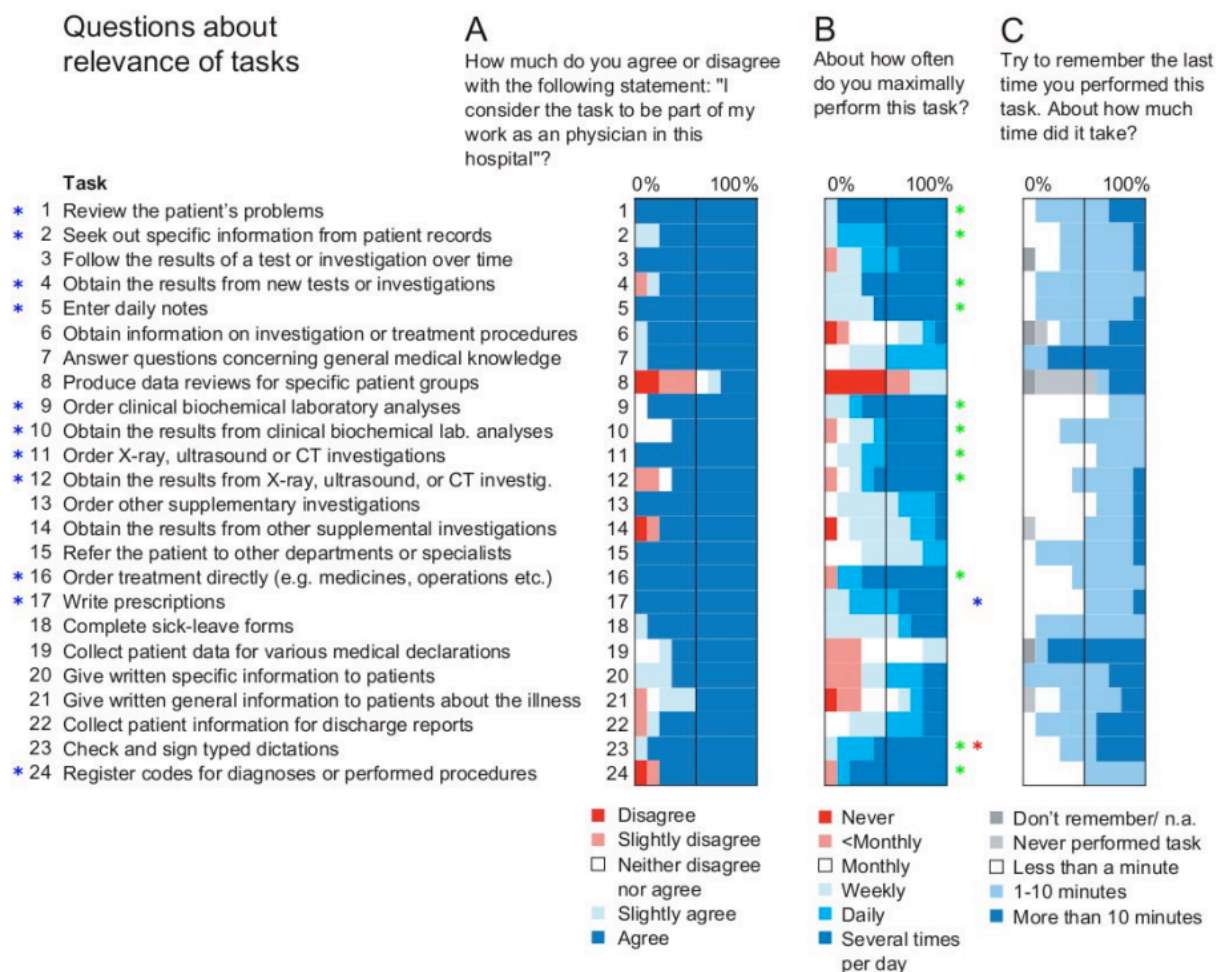 Questions about
relevance of tasks
A
How much do you agree or disagree
with the following statement: "I
consider the task to be part of my
work as an physician in this
hospital"?
B
About how often
do you maximally
perform this task?
C
Try to remember the last
time you performed this
task. About how much
time did it take?
Task
0% 100%
0% 100%
0% 100%
* 1 Review the patient's problems 1 *
* 2 Seek out specific information from patient records 2 *
3 Follow the results of a test or investigation over time 3
* 4 Obtain the results from new tests or investigations 4 *
* 5 Enter daily notes 5 *
6 Obtain information on investigation or treatment procedures 6
7 Answer questions concerning general medical knowledge 7
8 Produce data reviews for specific patient groups 8
* 9 Order clinical biochemical laboratory analyses 9 *
* 10 Obtain the results from clinical biochemical lab. analyses 10 *
* 11 Order X-ray, ultrasound or CT investigations 11 *
* 12 Obtain the results from X-ray, ultrasound, or CT investig. 12 *
13 Order other supplementary investigations 13
14 Obtain the results from other supplemental investigations 14
15 Refer the patient to other departments or specialists 15
* 16 Order treatment directly (e.g. medicines, operations etc.) 16 *
* 17 Write prescriptions 17 *
18 Complete sick-leave forms 18
19 Collect patient data for various medical declarations 19
20 Give written specific information to patients 20
21 Give written general information to patients about the illness 21
22 Collect patient information for discharge reports 22
23 Check and sign typed dictations 23 * *
* 24 Register codes for diagnoses or performed procedures 24 *
Disagree
Slightly disagree
Neither disagree
nor agree
Slightly agree
Agree
Never
<Monthly
Monthly
Weekly
Daily
Several times
per day
Don't remember/ n.a.
Never performed task
Less than a minute
1-10 minutes
More than 10 minutes